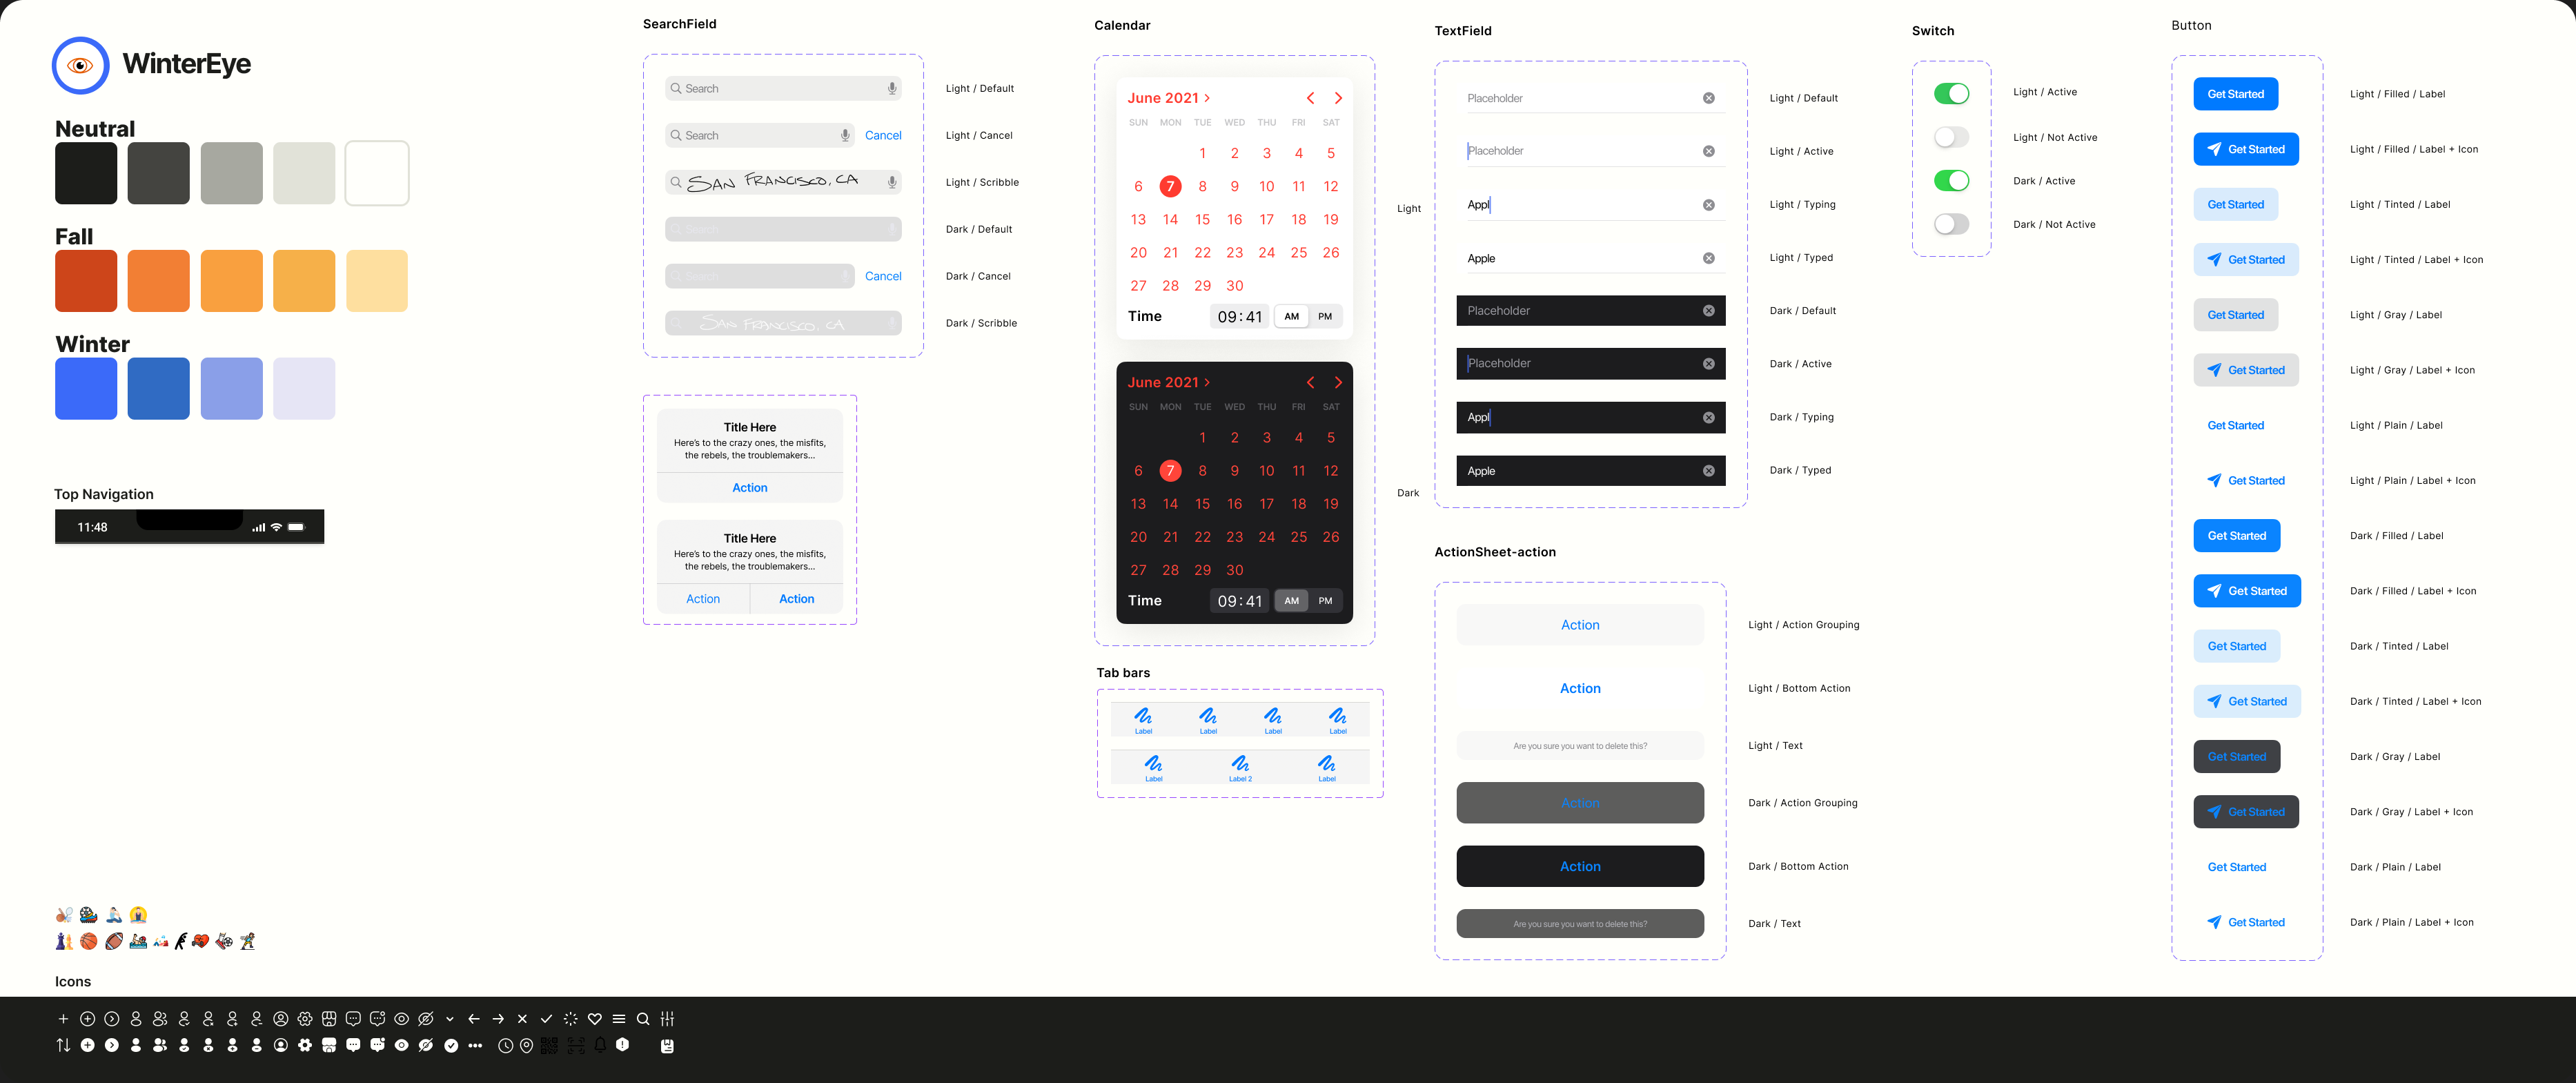 WinterEye
Neutral
Fall
Winter
Top Navigation
11:48
Icons
SearchField
Search
Light / Default
Search
Cancel
Light / Cancel
SAN FRANCISCO, CA
Light / Scribble
Search
Dark / Default
Search
Cancel
Dark / Cancel
SAN FRANCISCO, CA
Dark / Scribble
Title Here
Here's to the crazy ones, the misfits,
the rebels, the troublemakers...
Action
Title Here
Here's to the crazy ones, the misfits,
the rebels, the troublemakers...
Action Action
Calendar
June 2021
SUN MON TUE WED THU FRI SAT
1 2 3 4 5
6 7 8 9 10 11 12
13 14 15 16 17 18 19
20 21 22 23 24 25 26
27 28 29 30
Time 09:41 AM PM
Light
June 2021
SUN MON TUE WED THU FRI SAT
1 2 3 4 5
6 7 8 9 10 11 12
13 14 15 16 17 18 19
20 21 22 23 24 25 26
27 28 29 30
Time 09:41 AM PM
Dark
Tab bars
Label Label Label Label
Label Label 2 Label
TextField
Placeholder
Light / Default
Placeholder
Light / Active
Appl
Light / Typing
Apple
Light / Typed
Placeholder
Dark / Default
Placeholder
Dark / Active
Appl
Dark / Typing
Apple
Dark / Typed
ActionSheet-action
Action
Light / Action Grouping
Action
Light / Bottom Action
Are you sure you want to delete this?
Light / Text
Action
Dark / Action Grouping
Action
Dark / Bottom Action
Are you sure you want to delete this?
Dark / Text
Switch
Light / Active
Light / Not Active
Dark / Active
Dark / Not Active
Button
Get Started
Light / Filled / Label
Get Started
Light / Filled / Label + Icon
Get Started
Light / Tinted / Label
Get Started
Light / Tinted / Label + Icon
Get Started
Light / Gray / Label
Get Started
Light / Gray / Label + Icon
Get Started
Light / Plain / Label
Get Started
Light / Plain / Label + Icon
Get Started
Dark / Filled / Label
Get Started
Dark / Filled / Label + Icon
Get Started
Dark / Tinted / Label
Get Started
Dark / Tinted / Label + Icon
Get Started
Dark / Gray / Label
Get Started
Dark / Gray / Label + Icon
Get Started
Dark / Plain / Label
Get Started
Dark / Plain / Label + Icon